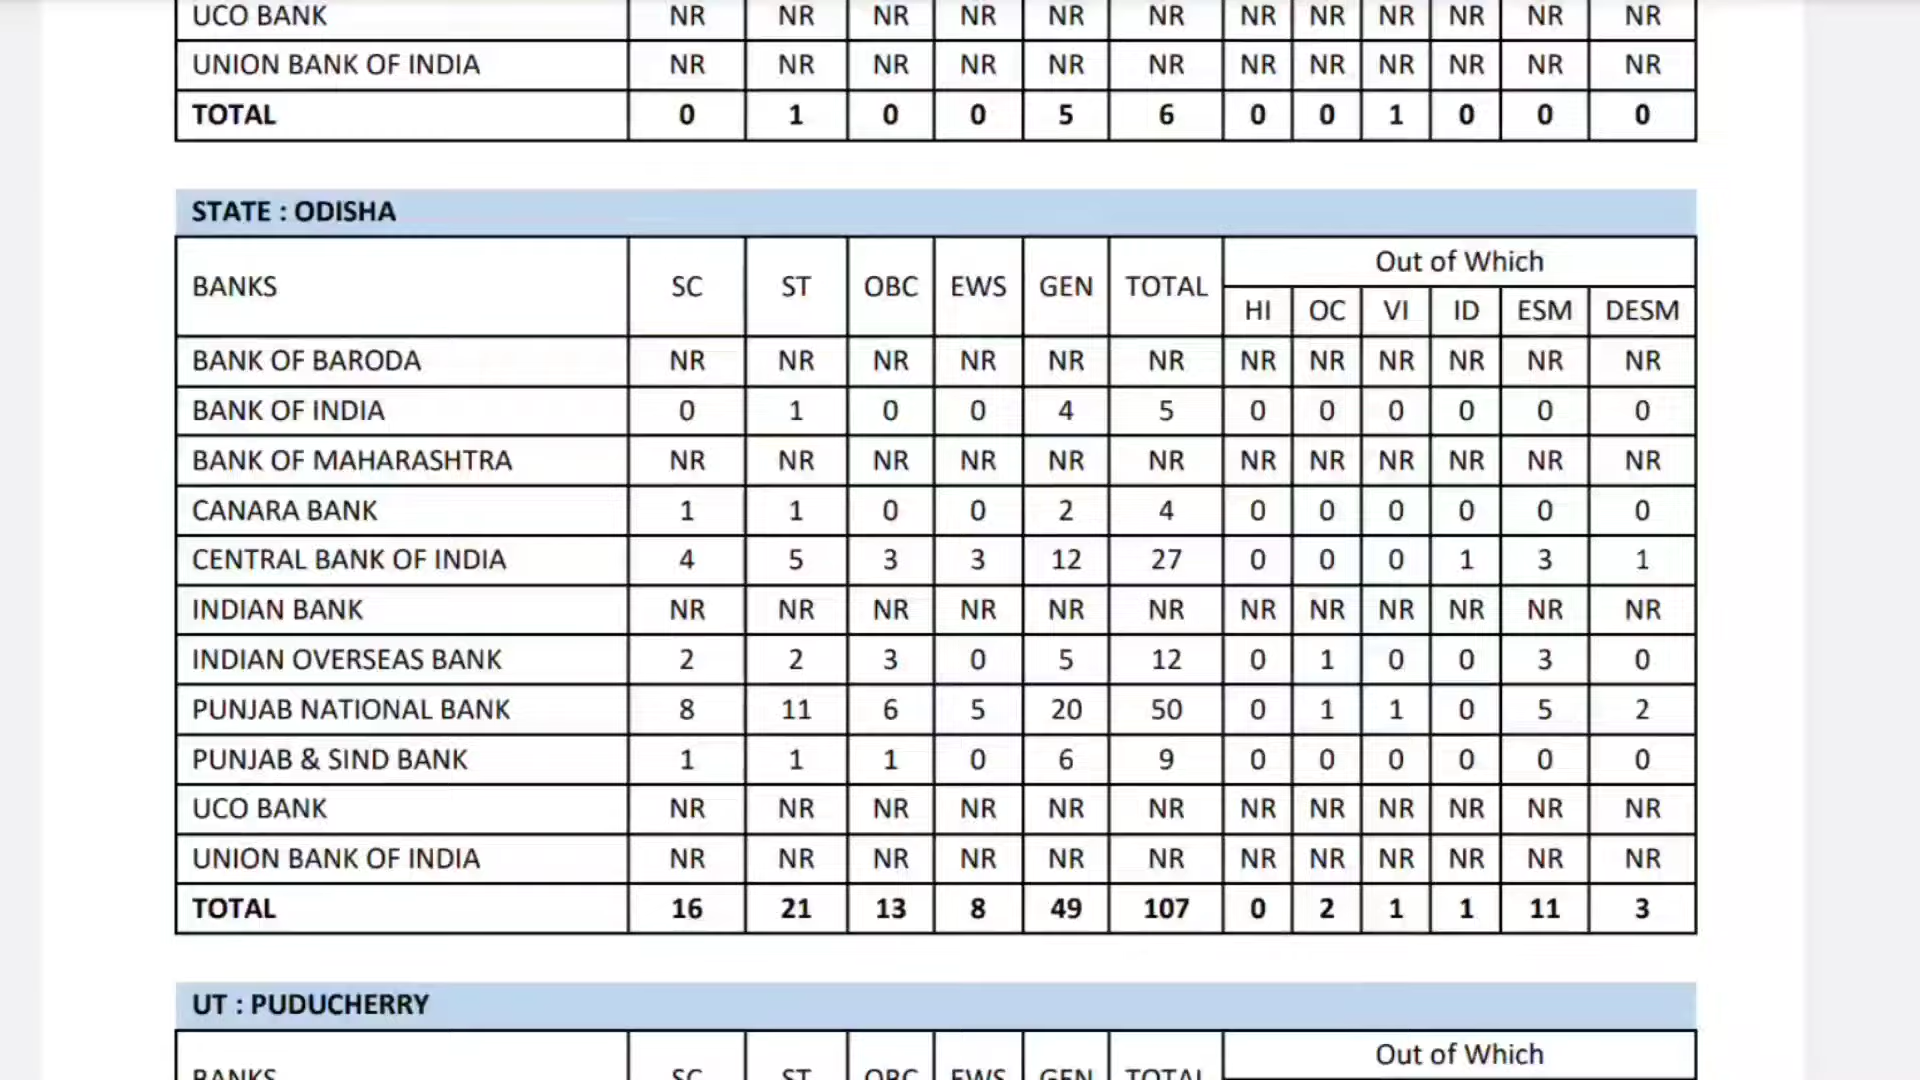 UCO BANK NR NR NR NR NR NR NR NR NR NR NR NR
UNION BANK OF INDIA NR NR NR NR NR NR NR NR NR NR NR NR
TOTAL 0 1 0 0 5 6 0 0 1 0 0 0
STATE : ODISHA
BANKS SC ST OBC EWS GEN TOTAL Out of Which
HI OC VI ID ESM DESM
BANK OF BARODA NR NR NR NR NR NR NR NR NR NR NR NR
BANK OF INDIA 0 1 0 0 4 5 0 0 0 0 0 0
BANK OF MAHARASHTRA NR NR NR NR NR NR NR NR NR NR NR NR
CANARA BANK 1 1 0 0 2 4 0 0 0 0 0 0
CENTRAL BANK OF INDIA 4 5 3 3 12 27 0 0 0 1 3 1
INDIAN BANK NR NR NR NR NR NR NR NR NR NR NR NR
INDIAN OVERSEAS BANK 2 2 3 0 5 12 0 1 0 0 3 0
PUNJAB NATIONAL BANK 8 11 6 5 20 50 0 1 1 0 5 2
PUNJAB & SIND BANK 1 1 1 0 6 9 0 0 0 0 0 0
UCO BANK NR NR NR NR NR NR NR NR NR NR NR NR
UNION BANK OF INDIA NR NR NR NR NR NR NR NR NR NR NR NR
TOTAL 16 21 13 8 49 107 0 2 1 1 11 3
UT : PUDUCHERRY
Out of Which
BANKS SC ST OBC EWS GEN TOTAL